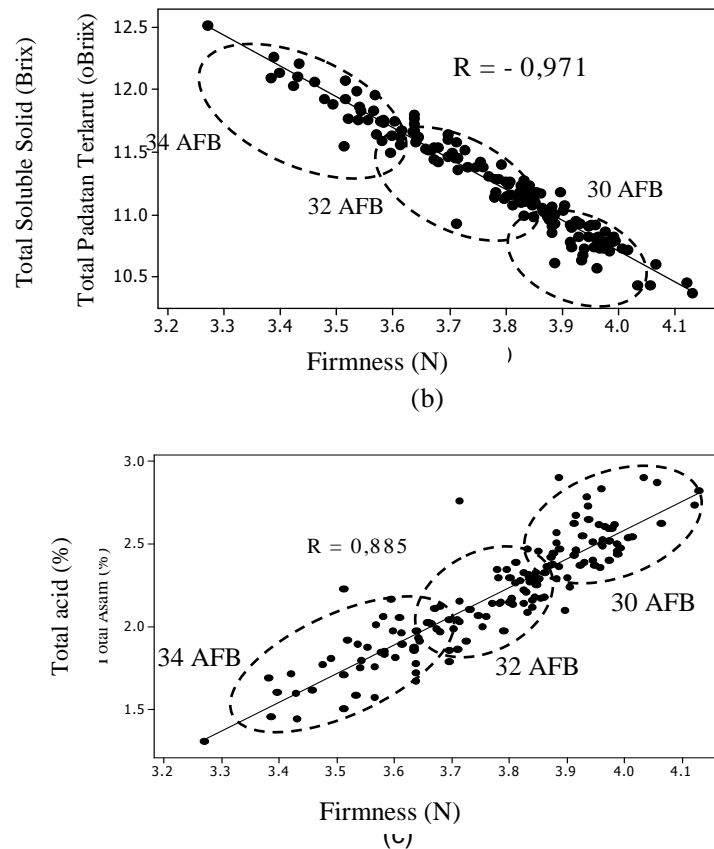 Total Soluble Solid (Brix)
Total Padatan Terlarut (oBriix)
12.5
12.0
11.5
11.0
10.5
R = - 0,971
34 AFB
32 AFB
30 AFB
3.2 3.3 3.4 3.5 3.6 3.7 3.8 3.9 4.0 4.1
Firmness (N)
)
(b)
Total acid (%)
Total Asam (%)
3.0
2.5
2.0
1.5
R = 0,885
34 AFB
32 AFB
30 AFB
3.2 3.3 3.4 3.5 3.6 3.7 3.8 3.9 4.0 4.1
Firmness (N)
(c)